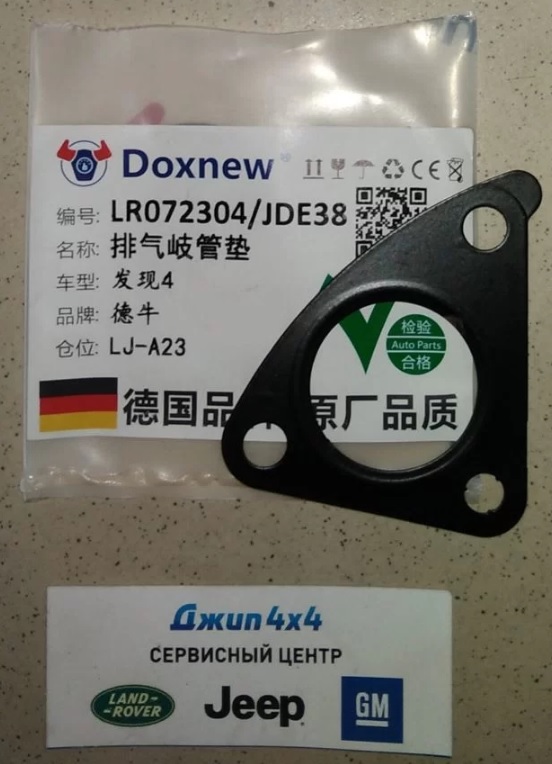 Doxnew®
CE
编号: LR072304/JDE38
名称: 排气岐管垫
车型: 发现4
品牌: 德牛
检验
Auto Parts
合格
仓位: LJ-A23
德国品 原厂品质
Джип 4x4
СЕРВИСНЫЙ ЦЕНТР
LAND-ROVER
Jeep
GM